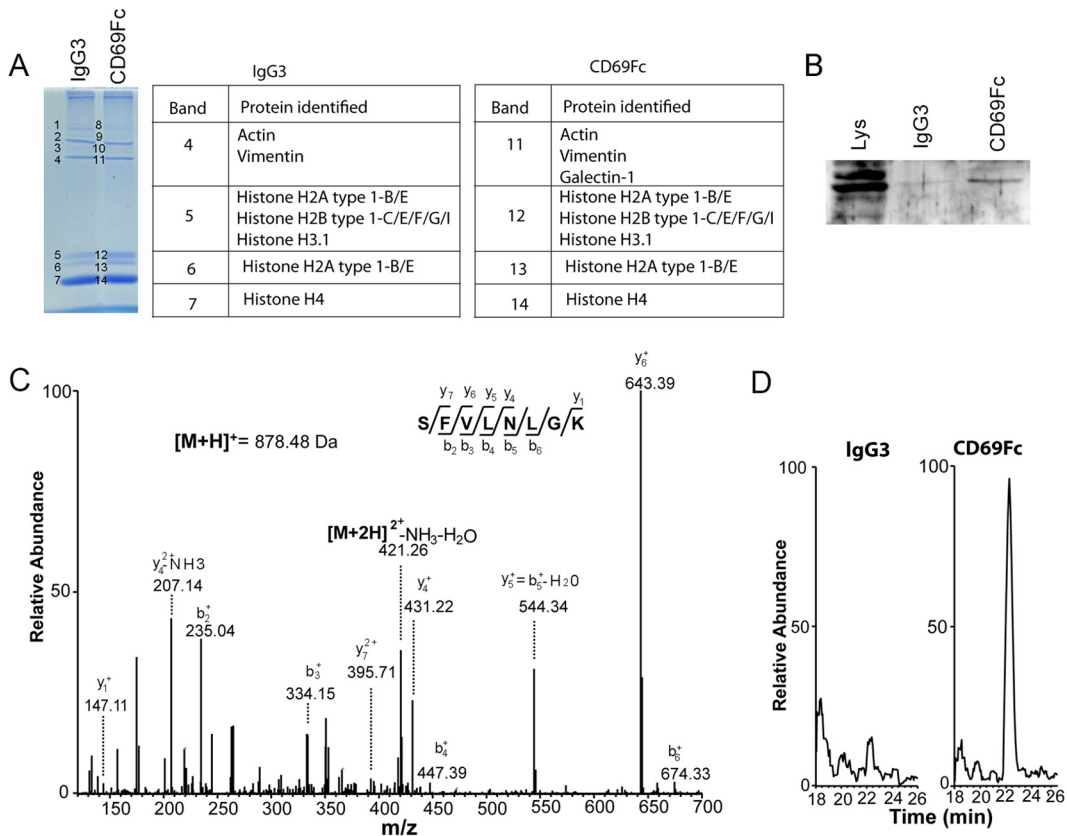 A
IgG3
CD69Fc
1 8
2 9
3 10
4 11
5 12
6 13
7 14
IgG3
Band Protein identified
4 Actin
Vimentin
5 Histone H2A type 1-B/E
Histone H2B type 1-C/E/F/G/I
Histone H3.1
6 Histone H2A type 1-B/E
7 Histone H4
CD69Fc
Band Protein identified
11 Actin
Vimentin
Galectin-1
12 Histone H2A type 1-B/E
Histone H2B type 1-C/E/F/G/I
Histone H3.1
13 Histone H2A type 1-B/E
14 Histone H4
B
Lys
IgG3
CD69Fc
C
Relative Abundance
100
50
0
[M+H]⁺= 878.48 Da
y₇ y₆ y₅ y₄ y₁
S/F/V/L/N/L/G/K
b₂ b₃ b₄ b₅ b₆
y₆⁺
643.39
[M+2H]²⁺-NH₃-H₂O
421.26
y₄²⁺-NH3
207.14
b₂⁺
235.04
y₄⁺
431.22
y₅⁺=b₅⁺-H₂O
544.34
y₁⁺
147.11
b₃⁺
334.15
y₇²⁺
395.71
b₄⁺
447.39
b₆⁺
674.33
150 200 250 300 350 400 450 500 550 600 650 700
m/z
D
IgG3
CD69Fc
Relative Abundance
100
50
0
18 20 22 24 26
100
50
0
18 20 22 24 26
Time (min)